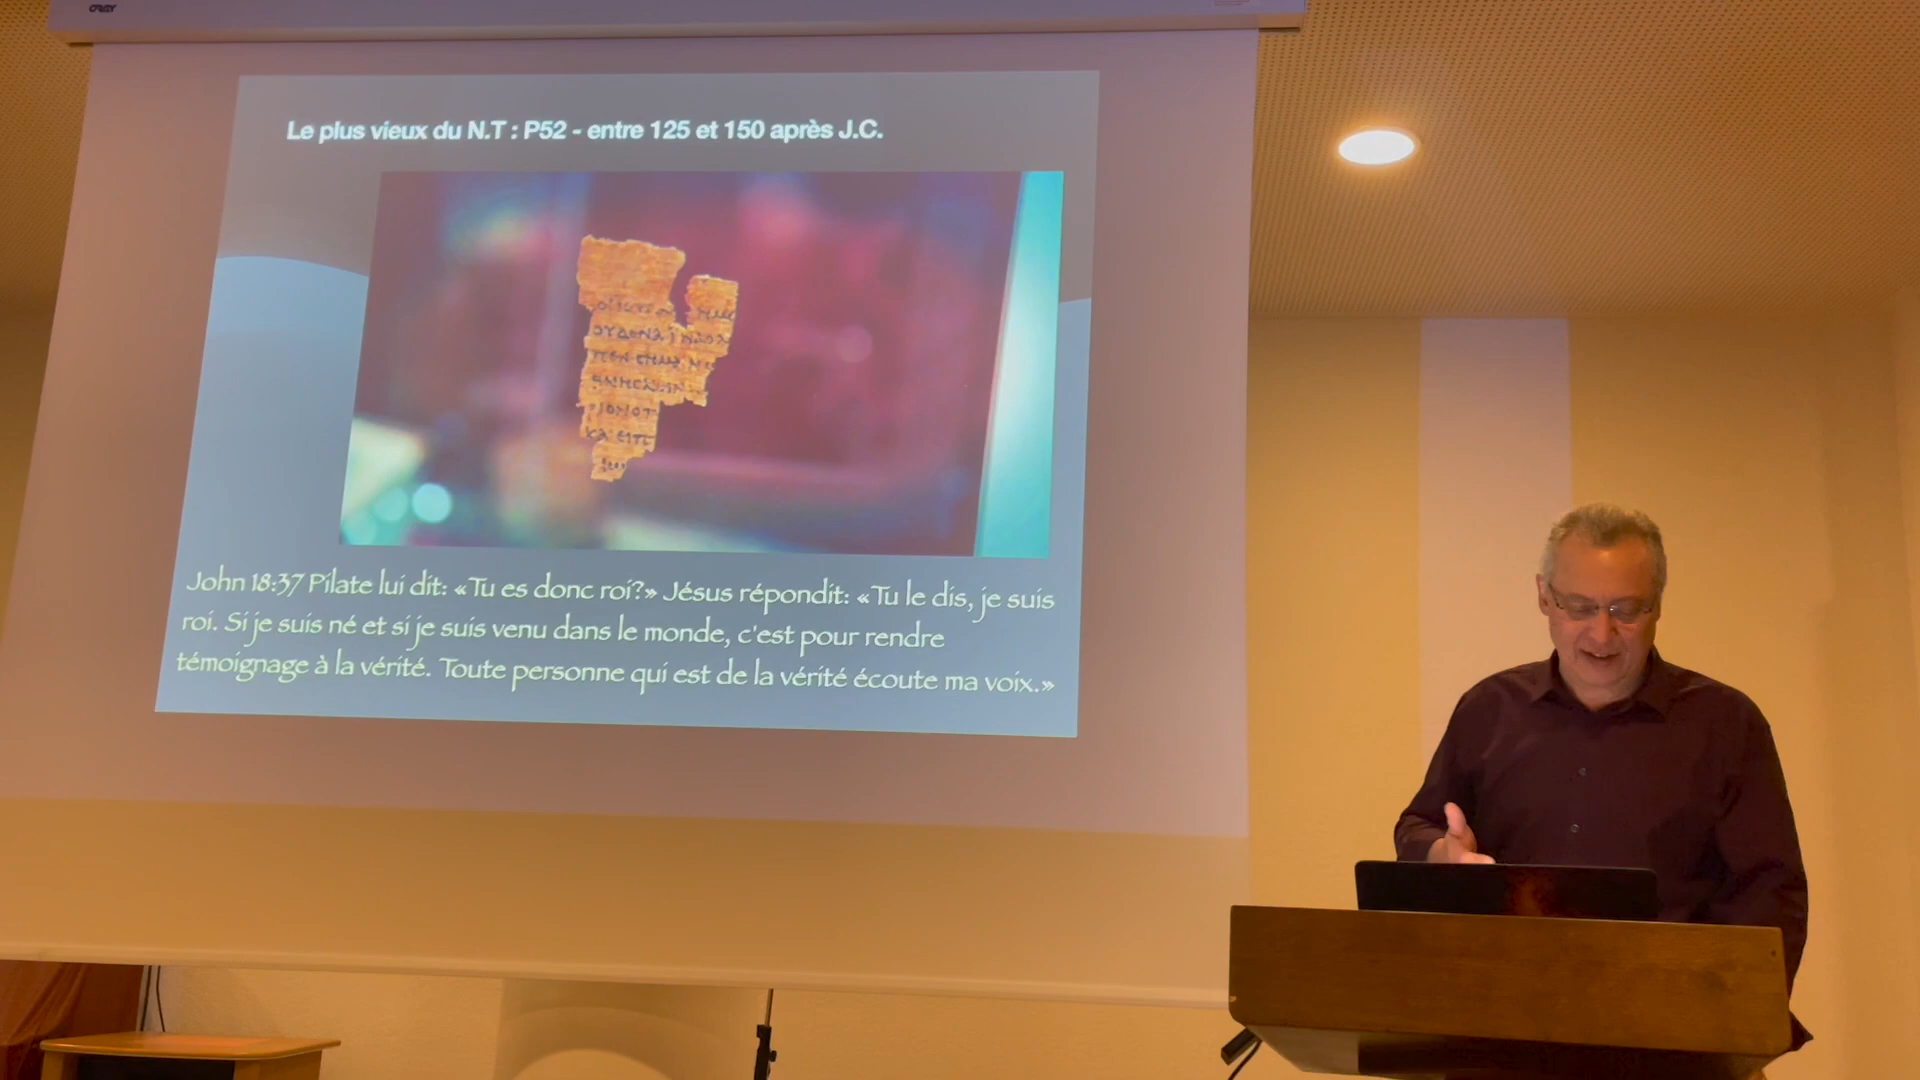 ORAY
Le plus vieux du N.T : P52 - entre 125 et 150 après J.C.
John 18:37 Pilate lui dit: «Tu es donc roi?» Jésus répondit: «Tu le dis, je suis
roi. Si je suis né et si je suis venu dans le monde, c'est pour rendre
témoignage à la vérité. Toute personne qui est de la vérité écoute ma voix.»